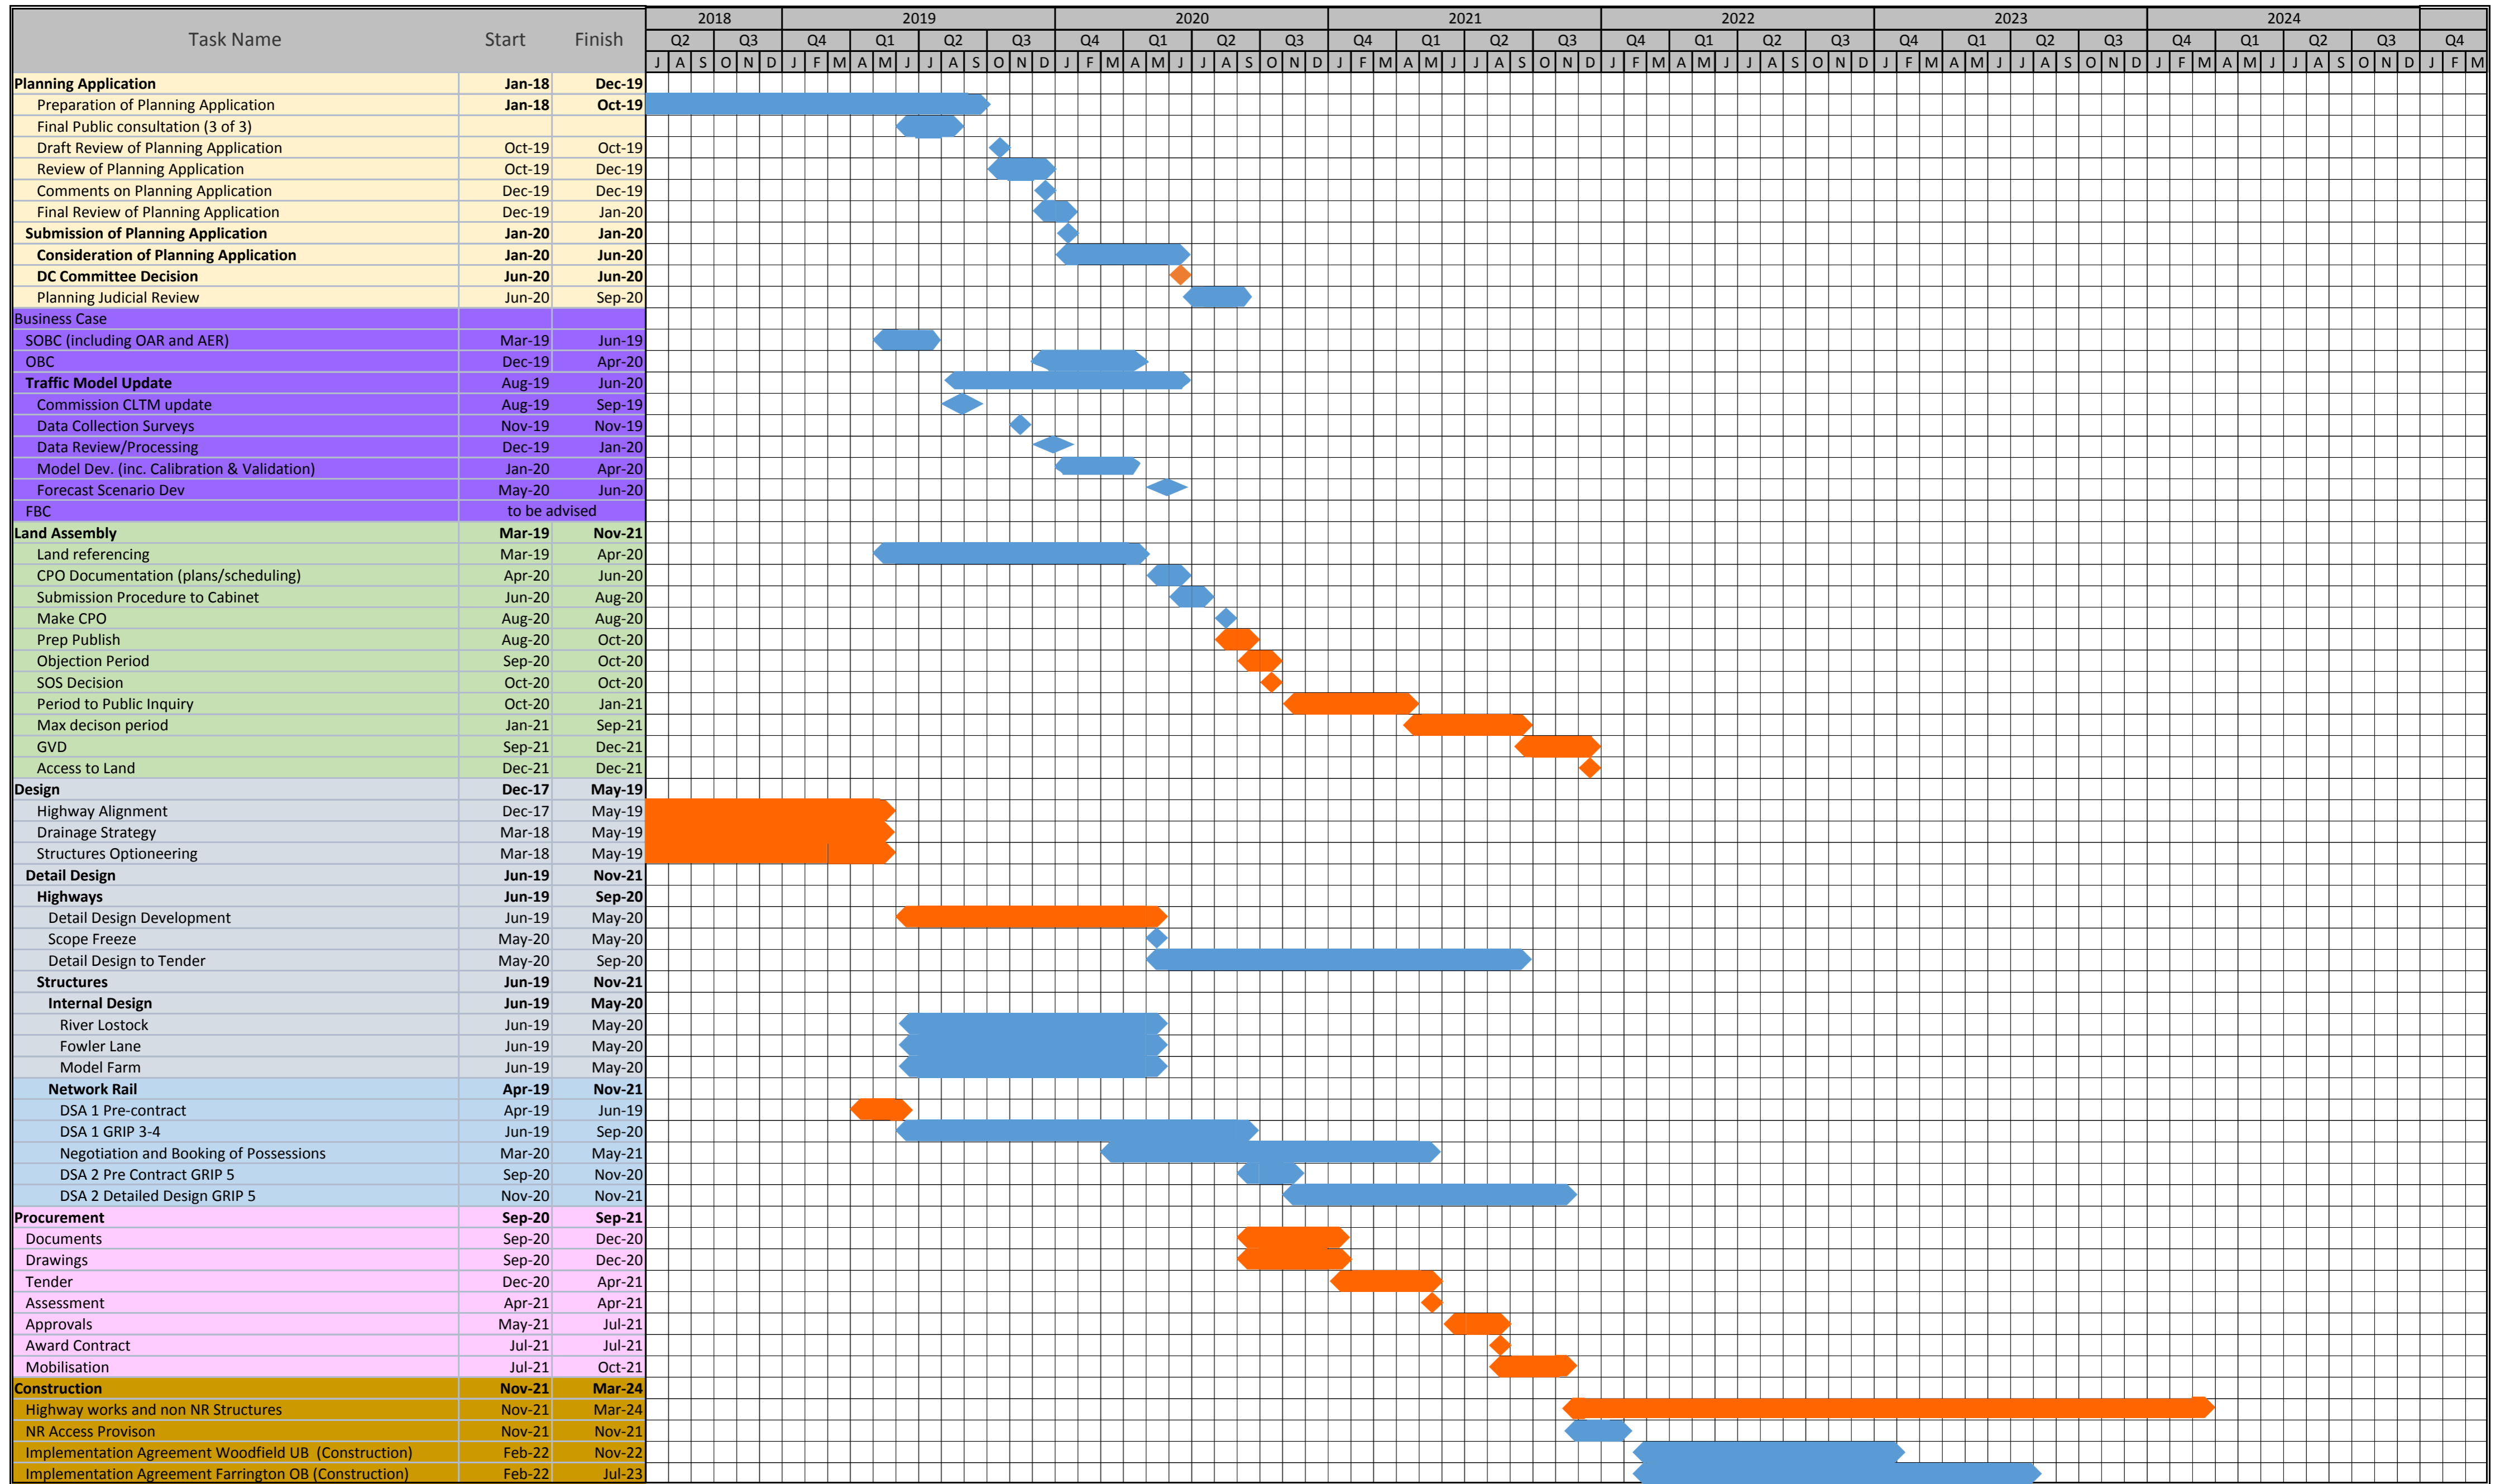 2018 2019 2020 2021 2022 2023 2024
Task Name Start Finish
Q2 Q3 Q4 Q1 Q2 Q3 Q4 Q1 Q2 Q3 Q4 Q1 Q2 Q3 Q4 Q1 Q2 Q3 Q4 Q1 Q2 Q3 Q4 Q1 Q2 Q3 Q4
J A S O N D J F M A M J J A S O N D J F M A M J J A S O N D J F M A M J J A S O N D J F M A M J J A S O N D J F M A M J J A S O N D J F M A M J J A S O N D J F M
Planning Application Jan-18 Dec-19
Preparation of Planning Application Jan-18 Oct-19
Final Public consultation (3 of 3)
Draft Review of Planning Application Oct-19 Oct-19
Review of Planning Application Oct-19 Dec-19
Comments on Planning Application Dec-19 Dec-19
Final Review of Planning Application Dec-19 Jan-20
Submission of Planning Application Jan-20 Jan-20
Consideration of Planning Application Jan-20 Jun-20
DC Committee Decision Jun-20 Jun-20
Planning Judicial Review Jun-20 Sep-20
Business Case
SOBC (including OAR and AER) Mar-19 Jun-19
OBC Dec-19 Apr-20
Traffic Model Update Aug-19 Jun-20
Commission CLTM update Aug-19 Sep-19
Data Collection Surveys Nov-19 Nov-19
Data Review/Processing Dec-19 Jan-20
Model Dev. (inc. Calibration & Validation) Jan-20 Apr-20
Forecast Scenario Dev May-20 Jun-20
FBC to be advised
Land Assembly Mar-19 Nov-21
Land referencing Mar-19 Apr-20
CPO Documentation (plans/scheduling) Apr-20 Jun-20
Submission Procedure to Cabinet Jun-20 Aug-20
Make CPO Aug-20 Aug-20
Prep Publish Aug-20 Oct-20
Objection Period Sep-20 Oct-20
SOS Decision Oct-20 Oct-20
Period to Public Inquiry Oct-20 Jan-21
Max decison period Jan-21 Sep-21
GVD Sep-21 Dec-21
Access to Land Dec-21 Dec-21
Design Dec-17 May-19
Highway Alignment Dec-17 May-19
Drainage Strategy Mar-18 May-19
Structures Optioneering Mar-18 May-19
Detail Design Jun-19 Nov-21
Highways Jun-19 Sep-20
Detail Design Development Jun-19 May-20
Scope Freeze May-20 May-20
Detail Design to Tender May-20 Sep-20
Structures Jun-19 Nov-21
Internal Design Jun-19 May-20
River Lostock Jun-19 May-20
Fowler Lane Jun-19 May-20
Model Farm Jun-19 May-20
Network Rail Apr-19 Nov-21
DSA 1 Pre-contract Apr-19 Jun-19
DSA 1 GRIP 3-4 Jun-19 Sep-20
Negotiation and Booking of Possessions Mar-20 May-21
DSA 2 Pre Contract GRIP 5 Sep-20 Nov-20
DSA 2 Detailed Design GRIP 5 Nov-20 Nov-21
Procurement Sep-20 Sep-21
Documents Sep-20 Dec-20
Drawings Sep-20 Dec-20
Tender Dec-20 Apr-21
Assessment Apr-21 Apr-21
Approvals May-21 Jul-21
Award Contract Jul-21 Jul-21
Mobilisation Jul-21 Oct-21
Construction Nov-21 Mar-24
Highway works and non NR Structures Nov-21 Mar-24
NR Access Provison Nov-21 Nov-21
Implementation Agreement Woodfield UB (Construction) Feb-22 Nov-22
Implementation Agreement Farrington OB (Construction) Feb-22 Jul-23